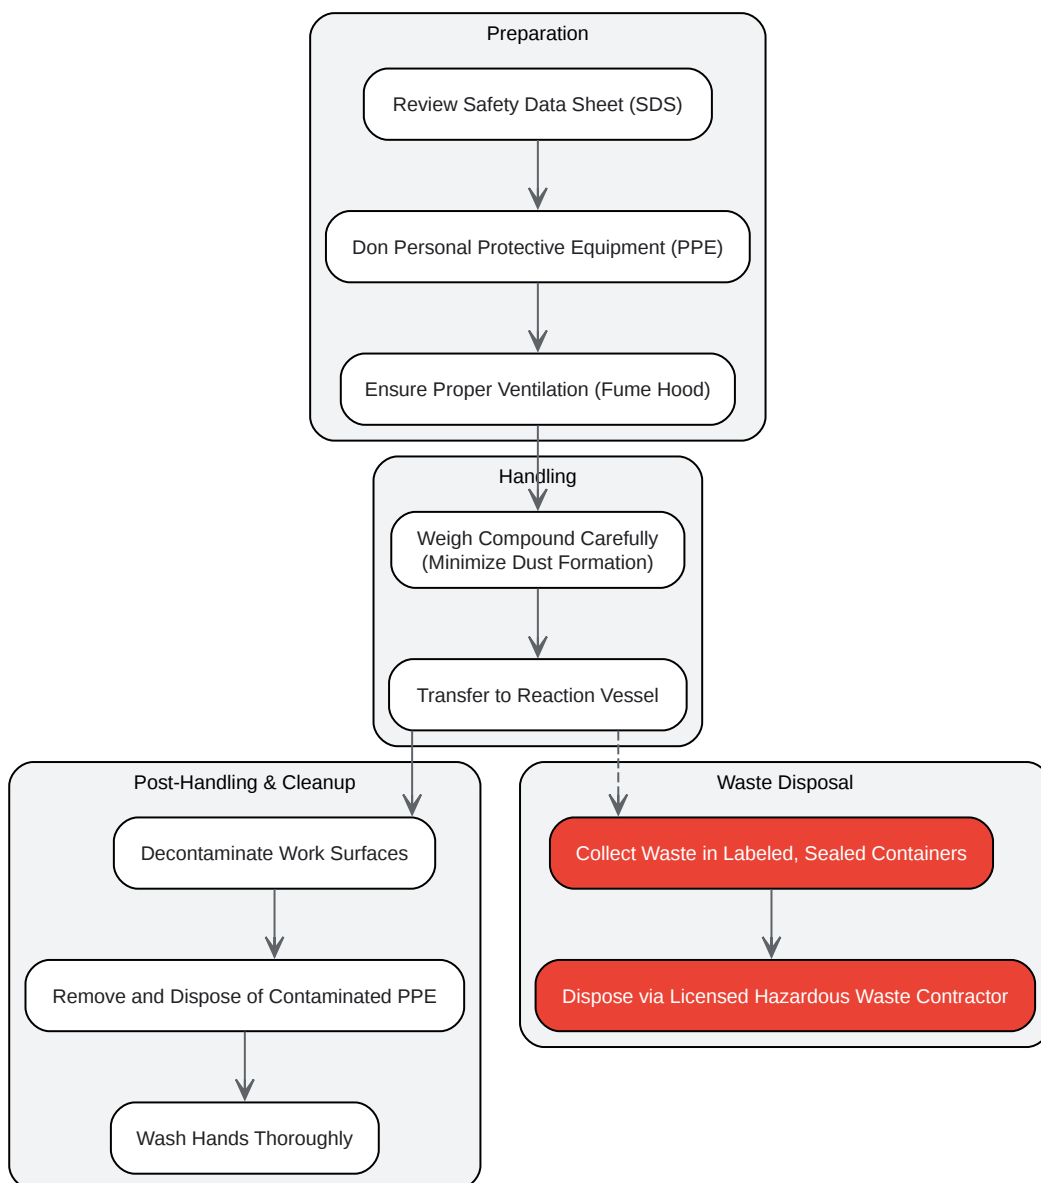 Preparation
Review Safety Data Sheet (SDS)
Don Personal Protective Equipment (PPE)
Ensure Proper Ventilation (Fume Hood)
Handling
Weigh Compound Carefully
(Minimize Dust Formation)
Transfer to Reaction Vessel
Post-Handling & Cleanup
Decontaminate Work Surfaces
Remove and Dispose of Contaminated PPE
Wash Hands Thoroughly
Waste Disposal
Collect Waste in Labeled, Sealed Containers
Dispose via Licensed Hazardous Waste Contractor